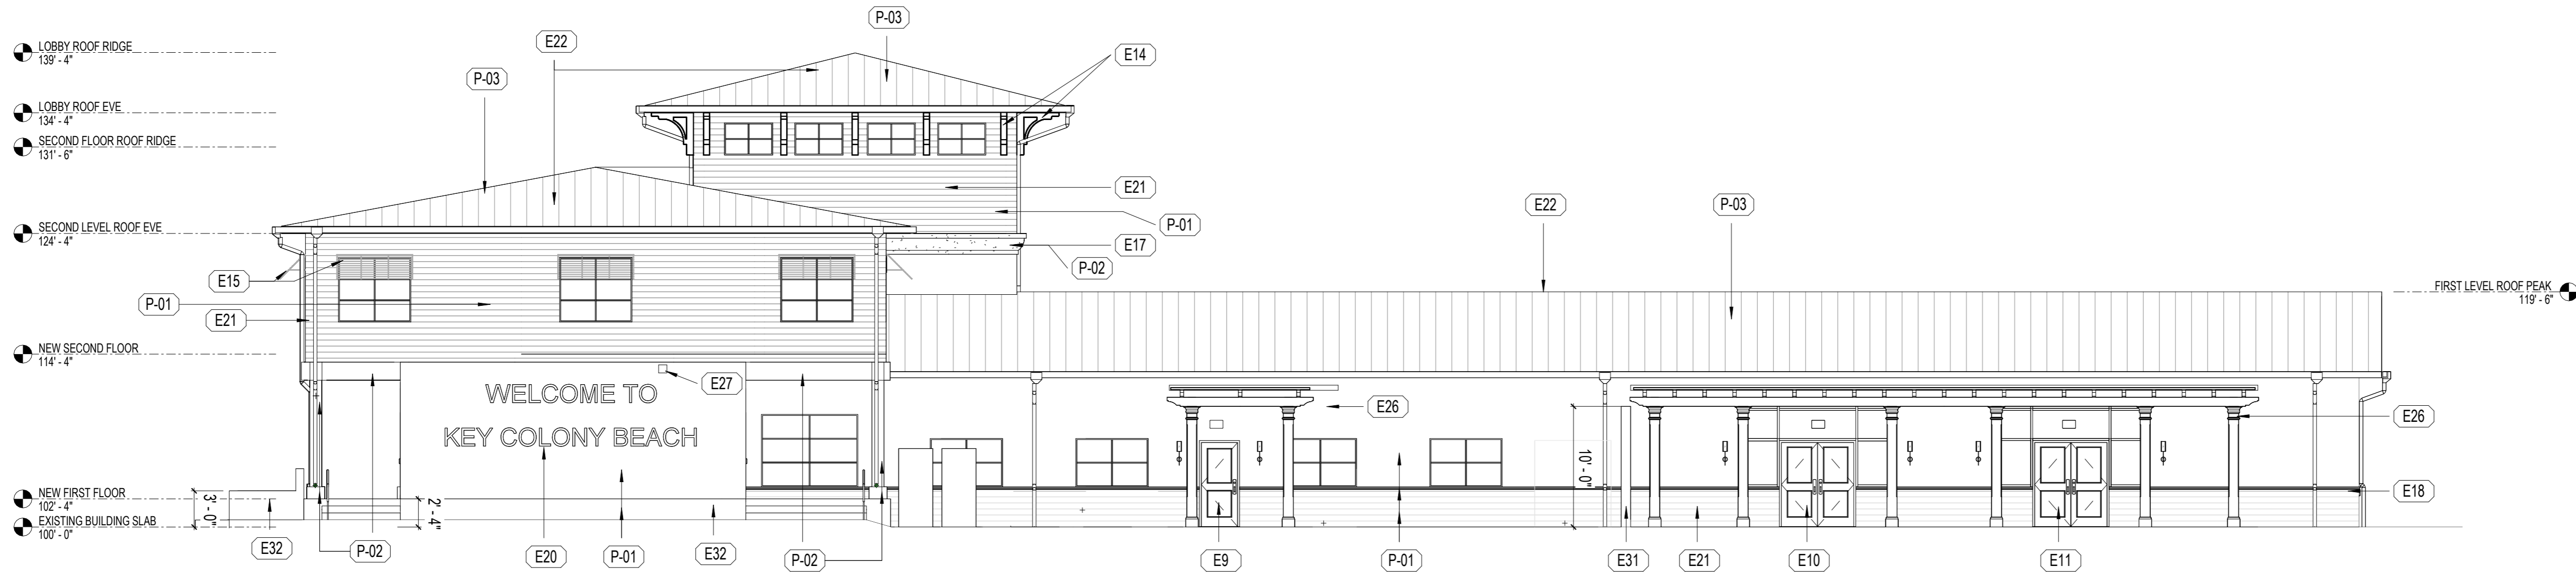 P-03
E22
LOBBY ROOF RIDGE
139' - 4"
E14
P-03
LOBBY ROOF EVE
134' - 4"
SECOND FLOOR ROOF RIDGE
131' - 6"
E21
E22
P-03
P-01
SECOND LEVEL ROOF EVE
124' - 4"
E17
P-02
E15
FIRST LEVEL ROOF PEAK
119' - 6"
P-01
E21
NEW SECOND FLOOR
114' - 4"
E27
WELCOME TO
KEY COLONY BEACH
E26
E26
10' - 0"
E18
NEW FIRST FLOOR
102' - 4"
3' - 0"
2' - 4"
EXISTING BUILDING SLAB
100' - 0"
E32
P-02
E20
P-01
E32
P-02
E9
P-01
E31
E21
E10
E11